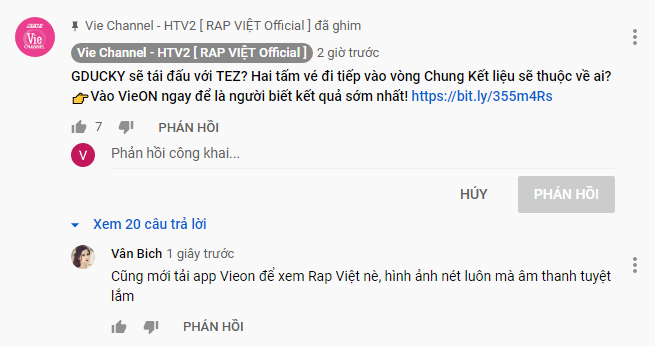 Vie Channel - HTV2 [ RAP VIỆT Official ] đã ghim
Vie CHANNEL
Vie Channel - HTV2 [ RAP VIỆT Official ] 2 giờ trước
GDUCKY sẽ tái đấu với TEZ? Hai tấm vé đi tiếp vào vòng Chung Kết liệu sẽ thuộc về ai?
👉Vào VieON ngay để là người biết kết quả sớm nhất! https://bit.ly/355m4Rs
7 PHẢN HỒI
V Phản hồi công khai...
HỦY PHẢN HỒI
Xem 20 câu trả lời
Vân Bich 1 giây trước
Cũng mới tải app Vieon để xem Rap Việt nè, hình ảnh nét luôn mà âm thanh tuyệt
lắm
PHẢN HỒI